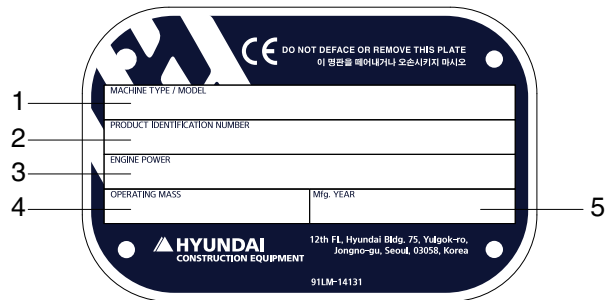 CE DO NOT DEFACE OR REMOVE THIS PLATE
이 명판을 떼어내거나 오손시키지 마시오
1 MACHINE TYPE / MODEL
2 PRODUCT IDENTIFICATION NUMBER
3 ENGINE POWER
4 OPERATING MASS Mfg. YEAR 5
HYUNDAI
CONSTRUCTION EQUIPMENT
12th FL, Hyundai Bldg. 75, Yulgok-ro,
Jongno-gu, Seoul, 03058, Korea
91LM-14131